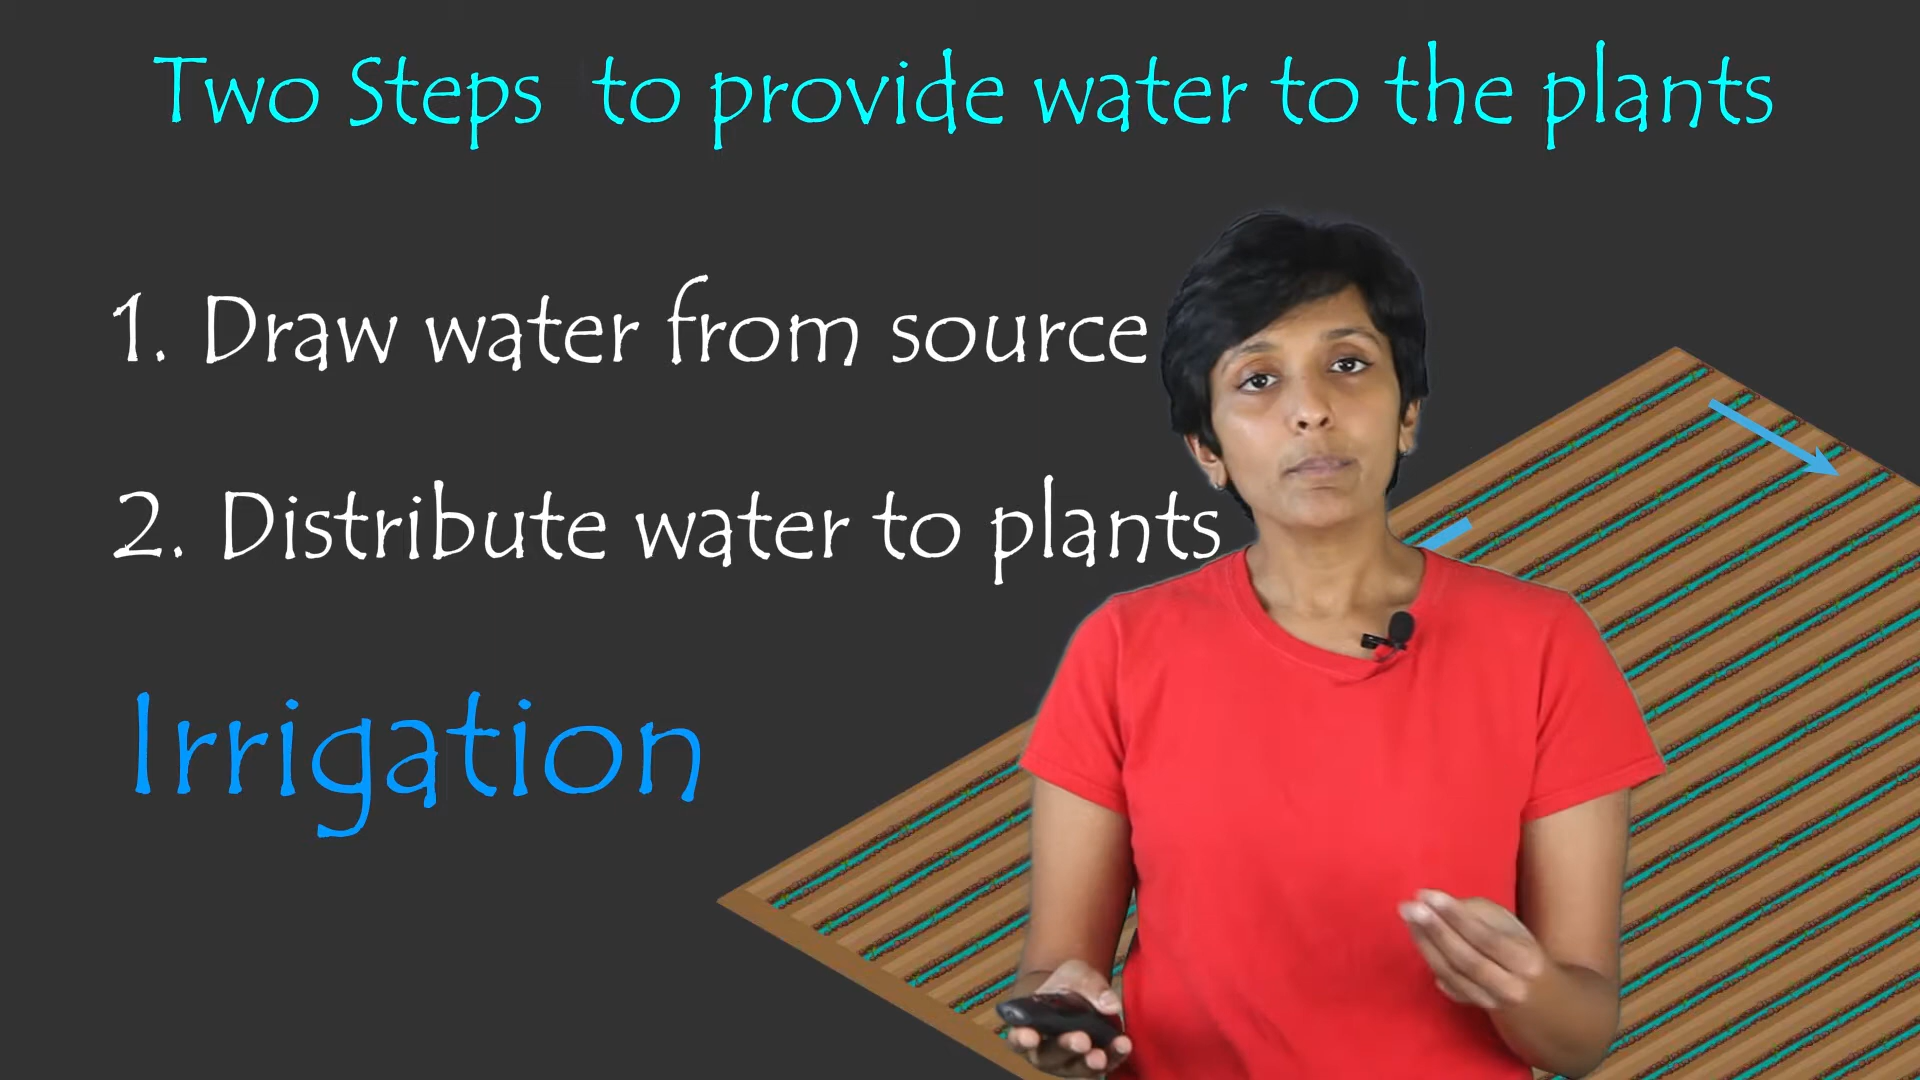 Two Steps to provide water to the plants
1. Draw water from source
2. Distribute water to plants
Irrigation